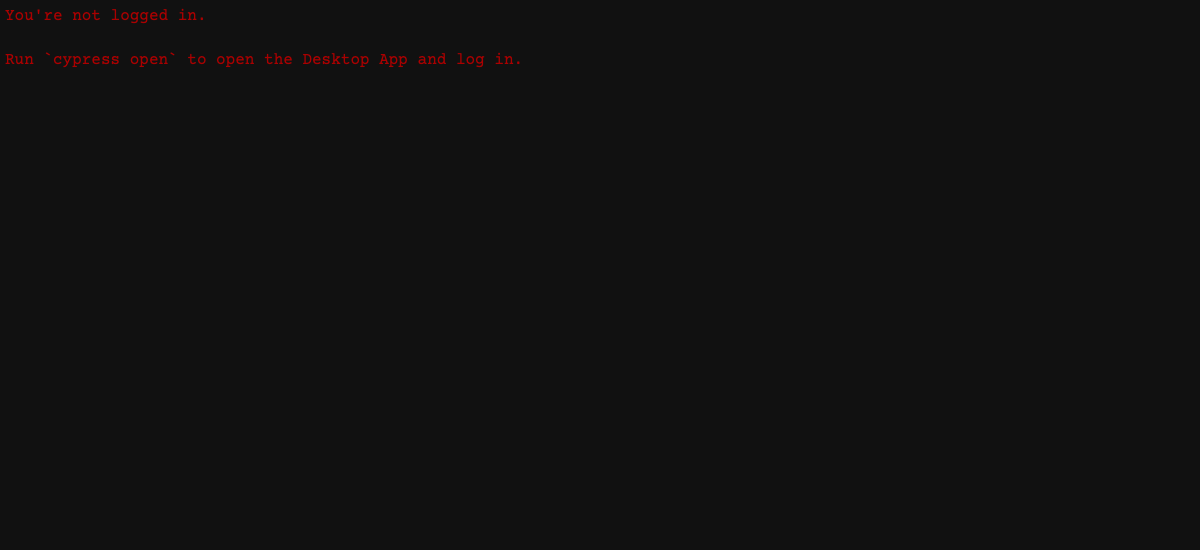 You're not logged in.
Run `cypress open` to open the Desktop App and log in.